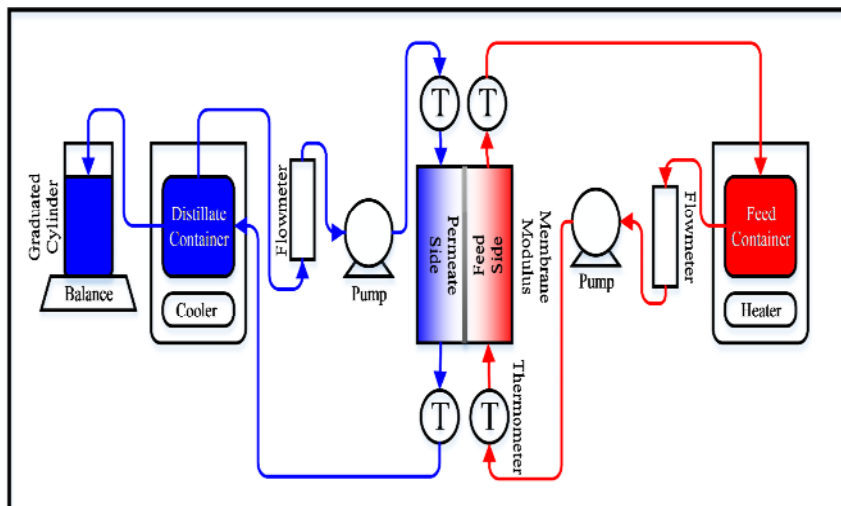 T
T
Graduated
Cylinder
Distillate
Container
Flowmeter
Permeate
Side
Side
Feed
Membrane
Modulus
Flowmeter
Feed
Container
Balance
Cooler
Pump
Pump
Heater
T
T
Thermometer